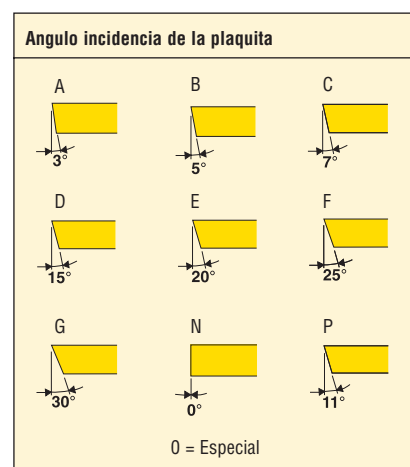 Angulo incidencia de la plaquita
A B C
3° 5° 7°
D E F
15° 20° 25°
G N P
30° 0° 11°
0 = Especial